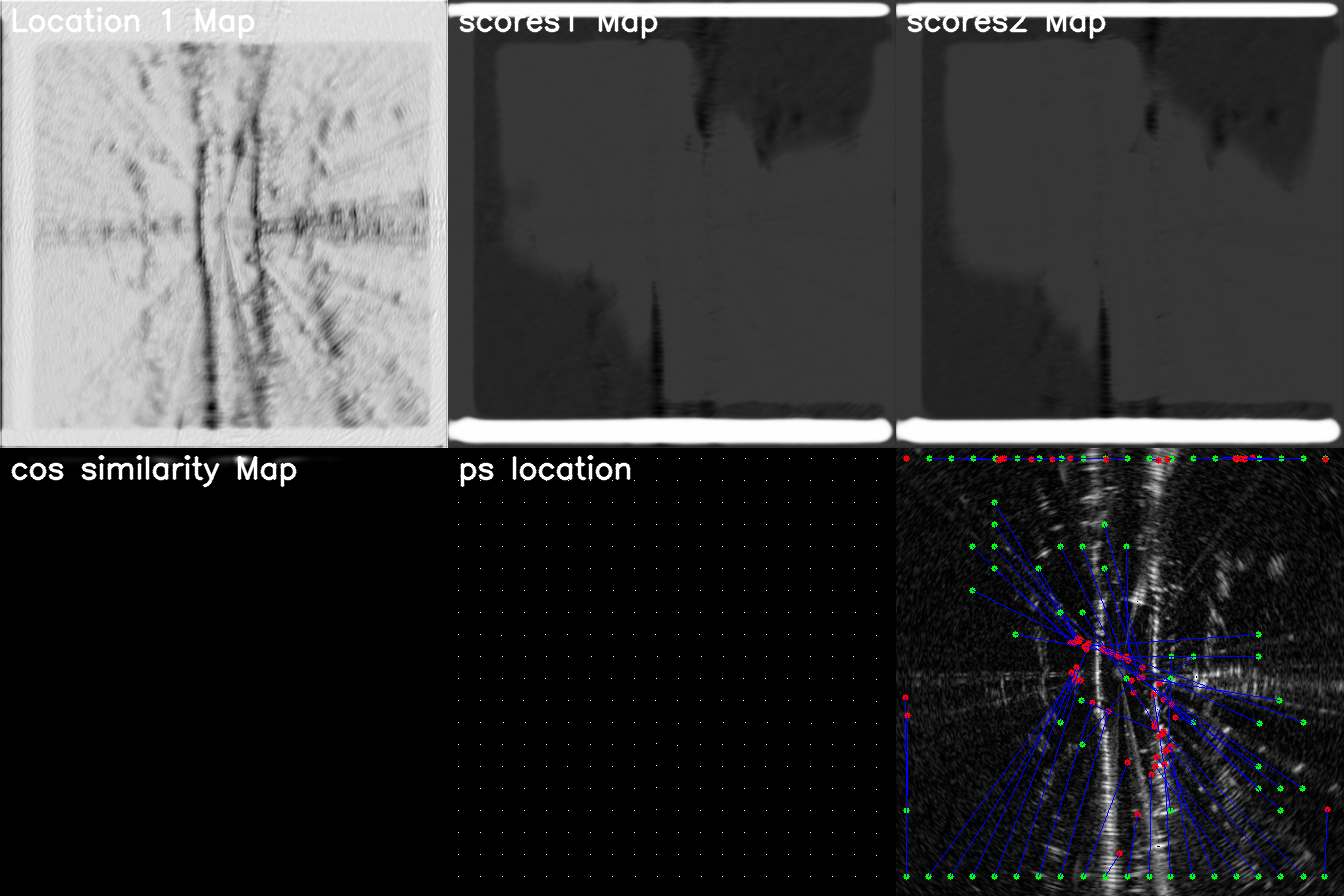 Location 1 Map
scores1 Map
scores2 Map
cos similarity Map
ps location